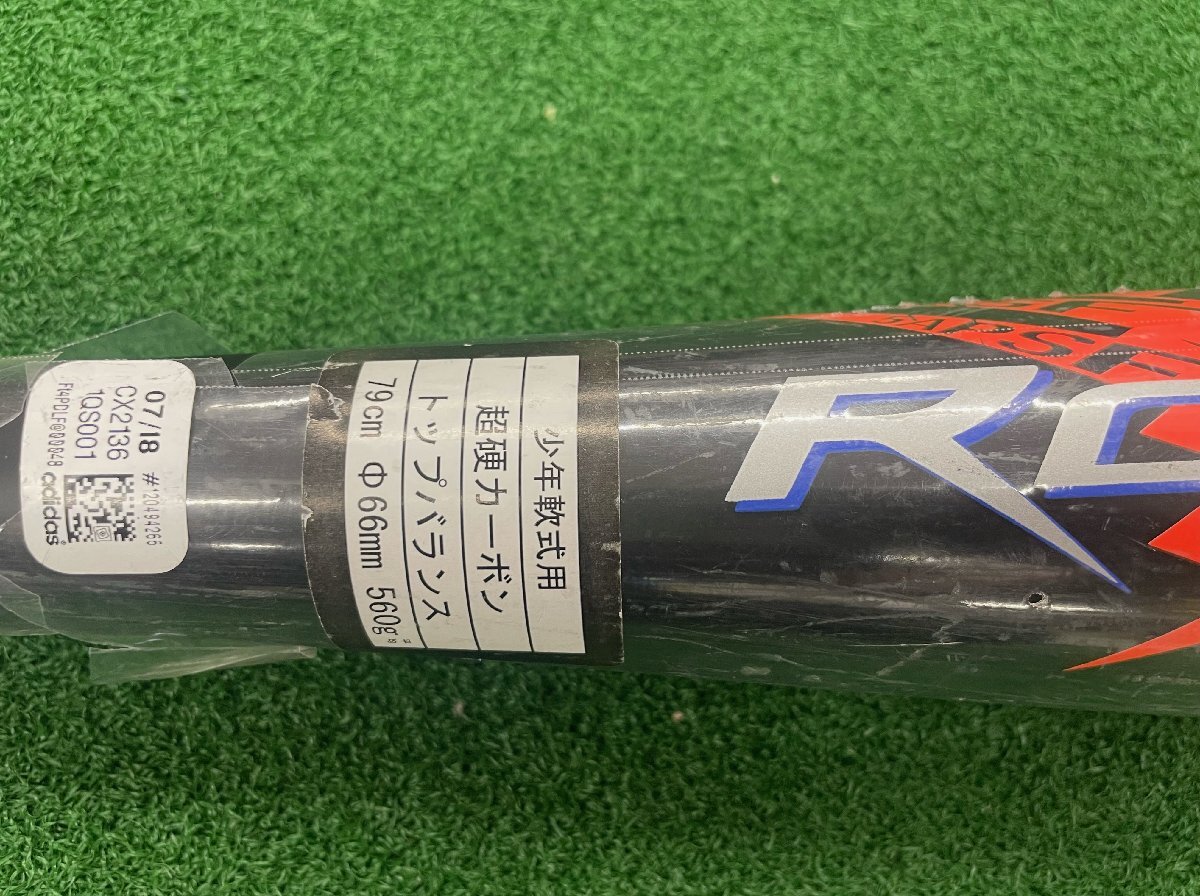 07/18 #120494266
CX2136
1QS001
adidas
少年軟式用
超硬カーボン
トップバランス
79cm Φ66mm 560g